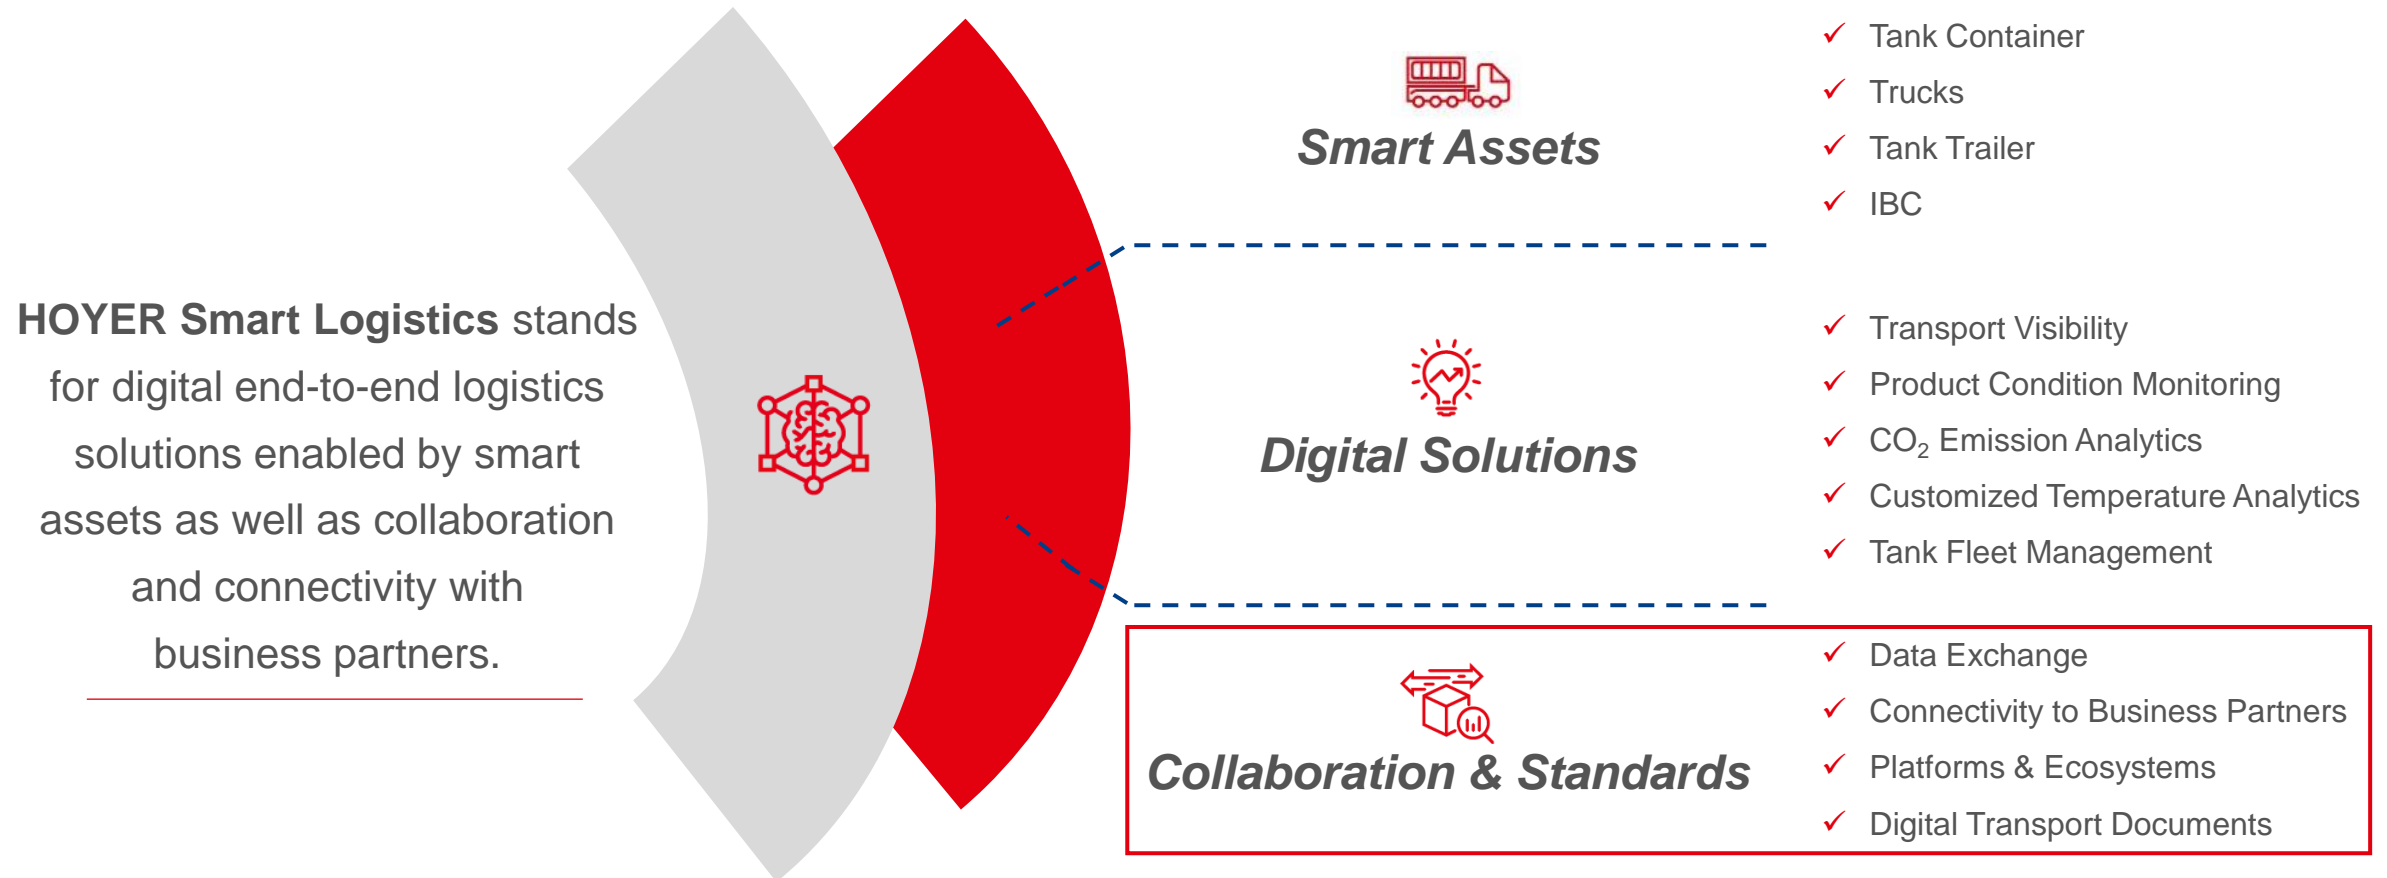 HOYER Smart Logistics stands
for digital end-to-end logistics
solutions enabled by smart
assets as well as collaboration
and connectivity with
business partners.
Smart Assets
✓ Tank Container
✓ Trucks
✓ Tank Trailer
✓ IBC
Digital Solutions
✓ Transport Visibility
✓ Product Condition Monitoring
✓ CO₂ Emission Analytics
✓ Customized Temperature Analytics
✓ Tank Fleet Management
Collaboration & Standards
✓ Data Exchange
✓ Connectivity to Business Partners
✓ Platforms & Ecosystems
✓ Digital Transport Documents